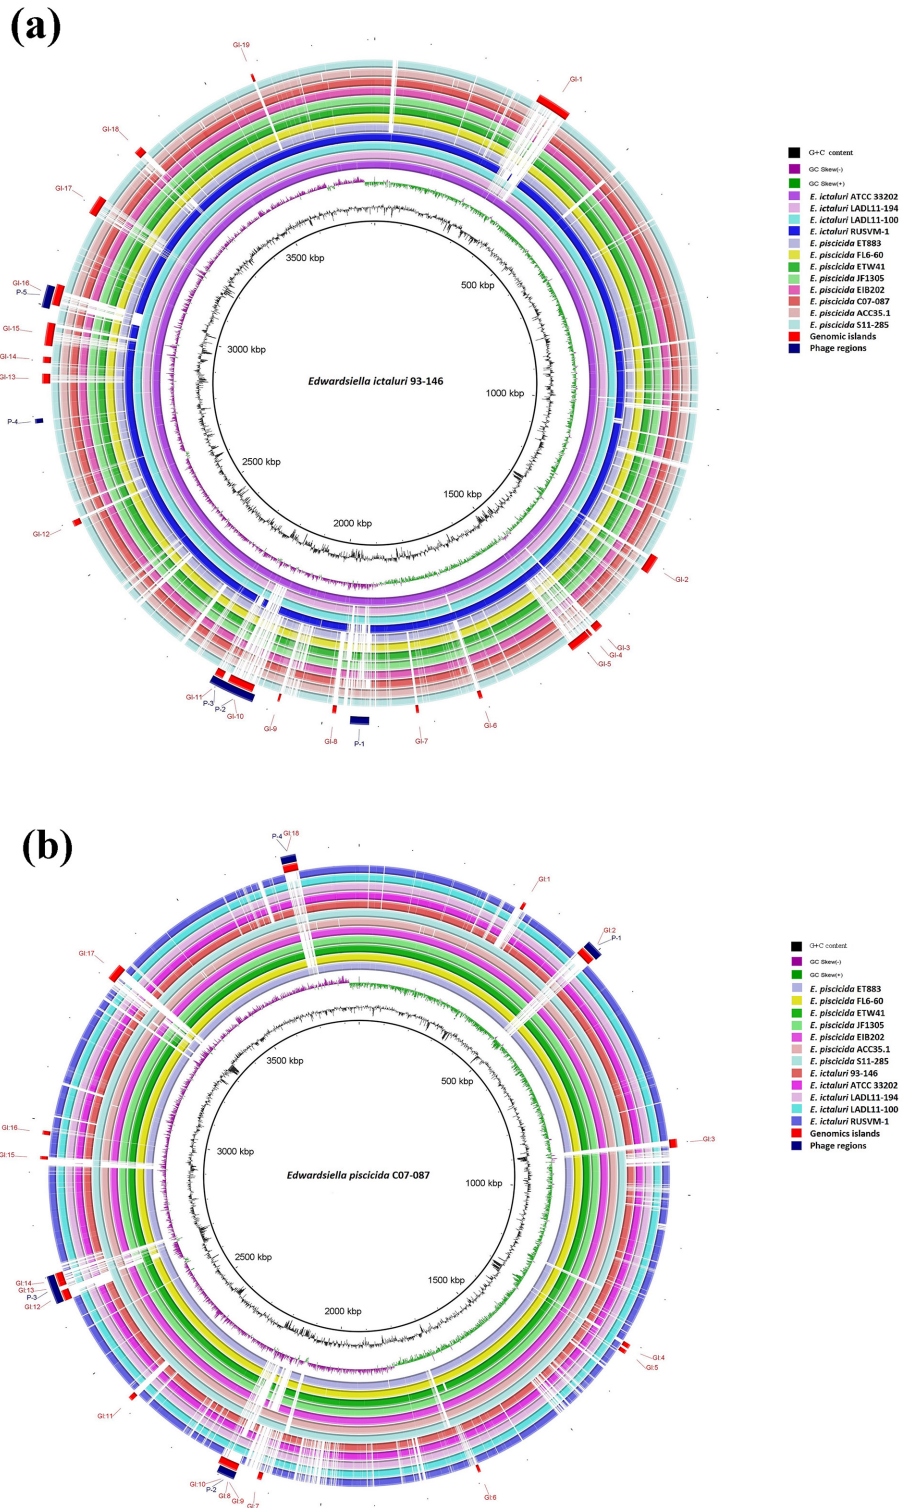 (a)
GI-19
GI-1
GI-18
GI-17
GI-16
P-5
GI-15
GI-14
GI-13
P-4
GI-12
GI-11
P-3
P-2
GI-10
GI-9
GI-8
P-1
GI-7
GI-6
GI-5
GI-4
GI-3
GI-2
3500 kbp
500 kbp
3000 kbp
Edwardsiella ictaluri 93-146
1000 kbp
2500 kbp
1500 kbp
2000 kbp
G+C content
GC Skew(-)
GC Skew(+)
E. ictaluri ATCC 33202
E. ictaluri LADL11-194
E. ictaluri LADL11-100
E. ictaluri RUSVM-1
E. piscicida ET883
E. piscicida FL6-60
E. piscicida ETW41
E. piscicida JF1305
E. piscicida EIB202
E. piscicida C07-087
E. piscicida ACC35.1
E. piscicida S11-285
Genomic islands
Phage regions
(b)
P-4
GI:18
GI:1
GI:2
P-1
GI:17
GI:3
GI:16
GI:15
GI:14
GI:13
P-3
GI:12
GI:4
GI:5
GI:11
GI:10
P-2
GI:8
GI:9
GI:7
GI:6
3500 kbp
500 kbp
3000 kbp
Edwardsiella piscicida C07-087
1000 kbp
2500 kbp
1500 kbp
2000 kbp
G+C content
GC Skew(-)
GC Skew(+)
E. piscicida ET883
E. piscicida FL6-60
E. piscicida ETW41
E. piscicida JF1305
E. piscicida EIB202
E. piscicida ACC35.1
E. piscicida S11-285
E. ictaluri 93-146
E. ictaluri ATCC 33202
E. ictaluri LADL11-194
E. ictaluri LADL11-100
E. ictaluri RUSVM-1
Genomics islands
Phage regions